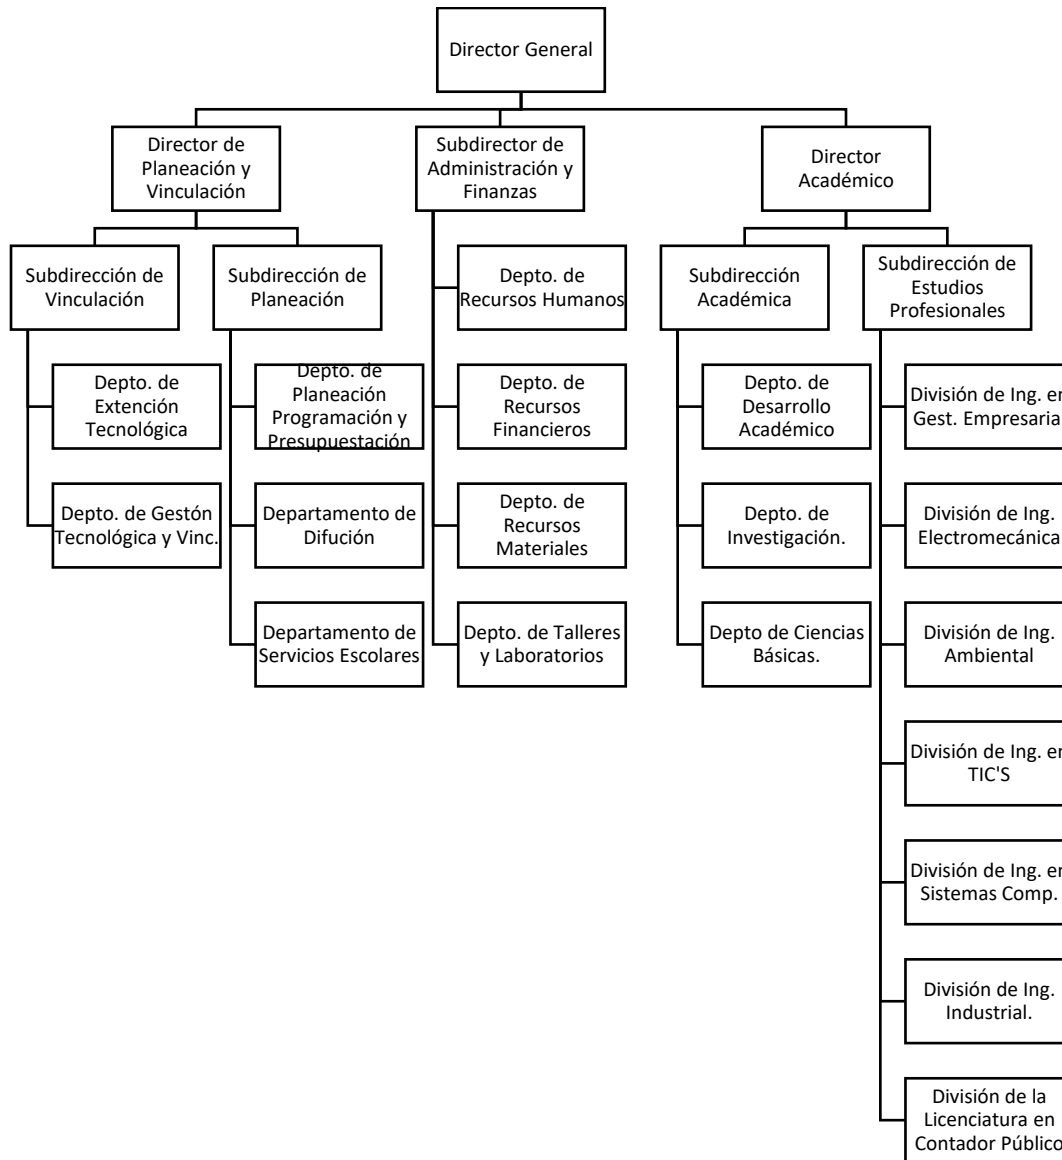 Director General
Director de
Planeación y
Vinculación
Subdirector de
Administración y
Finanzas
Director
Académico
Subdirección de
Vinculación
Subdirección de
Planeación
Depto. de
Recursos Humanos
Subdirección
Académica
Subdirección de
Estudios
Profesionales
Depto. de
Extención
Tecnológica
Depto. de
Planeación
Programación y
Presupuestación
Depto. de
Recursos
Financieros
Depto. de
Desarrollo
Académico
División de Ing. en
Gest. Empresaria
Depto. de Gestón
Tecnológica y Vinc.
Departamento de
Difución
Depto. de
Recursos
Materiales
Depto. de
Investigación.
División de Ing.
Electromecánica
Departamento de
Servicios Escolares
Depto. de Talleres
y Laboratorios
Depto de Ciencias
Básicas.
División de Ing.
Ambiental
División de Ing. en
TIC'S
División de Ing. en
Sistemas Comp.
División de Ing.
Industrial.
División de la
Licenciatura en
Contador Público